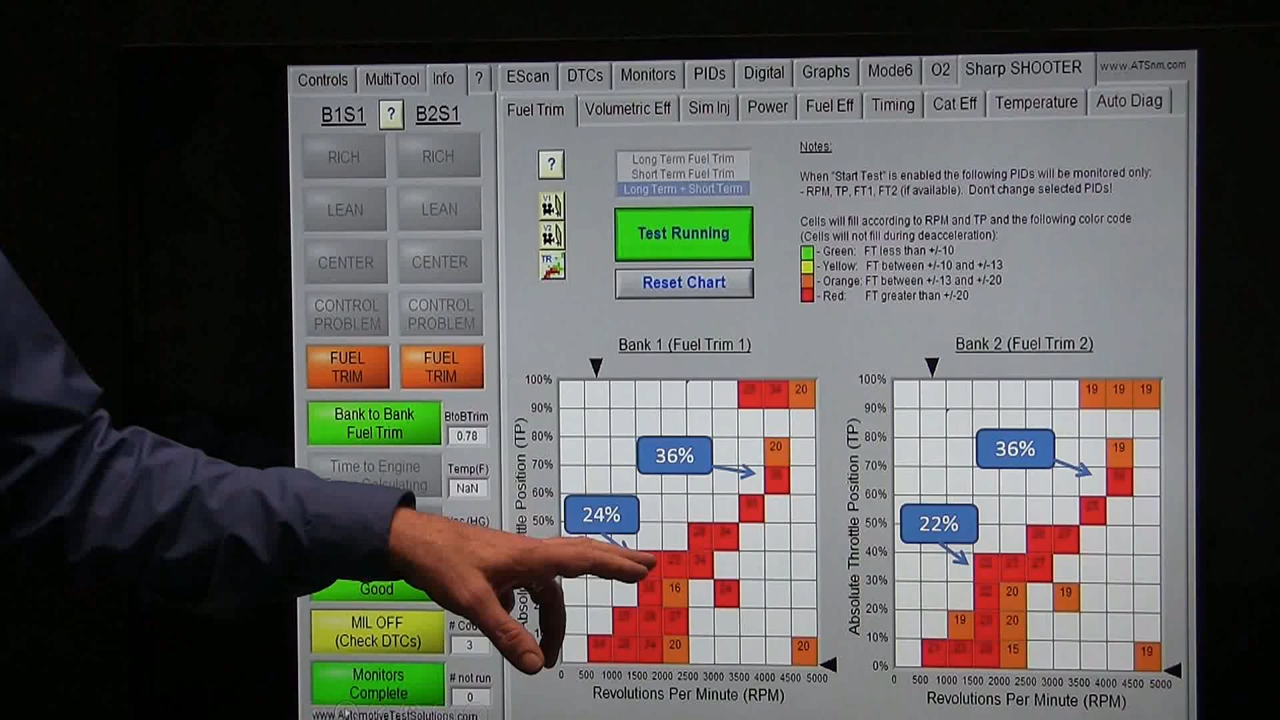 Controls MultiTool Info ? EScan DTCs Monitors PIDs Digital Graphs Mode6 O2 Sharp SHOOTER www.ATSnm.com
Fuel Trim Volumetric Eff Sim Inj Power Fuel Eff Timing Cat Eff Temperature Auto Diag
B1S1 ? B2S1
RICH RICH
LEAN LEAN
CENTER CENTER
CONTROL PROBLEM CONTROL PROBLEM
FUEL TRIM FUEL TRIM
Bank to Bank
Fuel Trim
BtoBTrim
0.78
Time to Engine
Temp(F)
NaN
Good
MIL OFF
(Check DTCs)
3
Monitors
Complete
# not run
0
www.AutomotiveTestSolutions.com
?
Long Term Fuel Trim
Short Term Fuel Trim
Long Term + Short Term
Test Running
Reset Chart
Notes:
When "Start Test" is enabled the following PIDs will be monitored only:
- RPM, TP, FT1, FT2 (if available). Don't change selected PIDs!
Cells will fill according to RPM and TP and the following color code
(Cells will not fill during deacceleration):
- Green: FT less than +/-10
- Yellow: FT between +/-10 and +/-13
- Orange: FT between +/-13 and +/-20
- Red: FT greater than +/-20
Bank 1 (Fuel Trim 1)
100%
90%
80%
70%
60%
50%
20
20
36%
24%
16
20
20
0 500 1000 1500 2000 2500 3000 3500 4000 4500 5000
Revolutions Per Minute (RPM)
Bank 2 (Fuel Trim 2)
Absolute Throttle Position (TP)
100%
90%
80%
70%
60%
50%
40%
30%
20%
10%
0%
19 19 19
19
36%
22%
20 19
19 20
15 19
0 500 1000 1500 2000 2500 3000 3500 4000 4500 5000
Revolutions Per Minute (RPM)